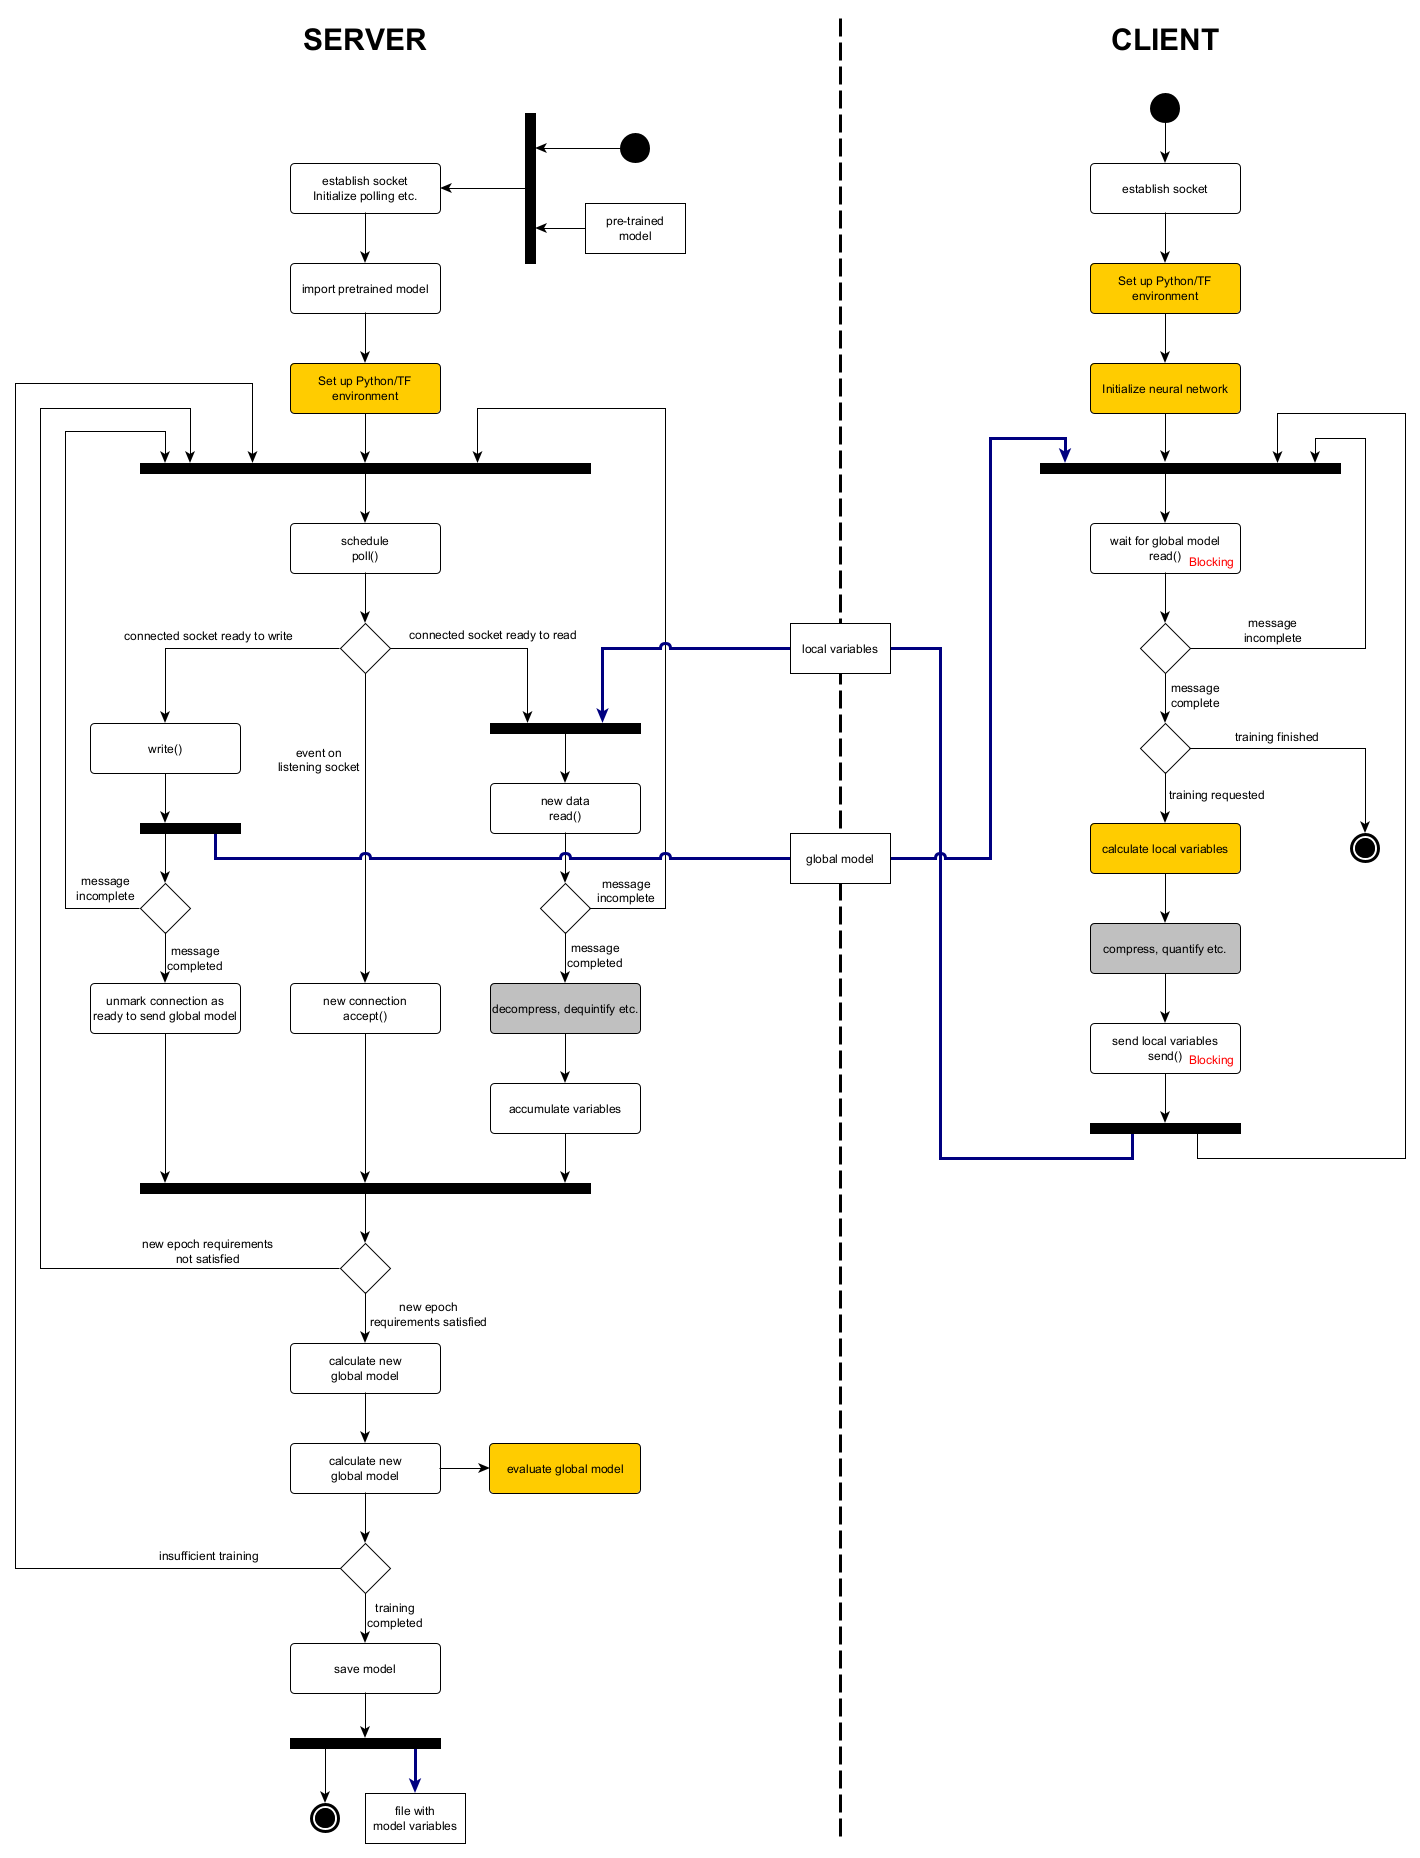 SERVER
CLIENT
establish socket
Initialize polling etc.
pre-trained
model
import pretrained model
Set up Python/TF
environment
schedule
poll()
connected socket ready to write
connected socket ready to read
write()
event on
listening socket
new data
read()
message
incomplete
message
incomplete
message
completed
message
completed
unmark connection as
ready to send global model
new connection
accept()
decompress, dequintify etc.
accumulate variables
new epoch requirements
not satisfied
new epoch
requirements satisfied
calculate new
global model
calculate new
global model
evaluate global model
insufficient training
training
completed
save model
file with
model variables
local variables
global model
establish socket
Set up Python/TF
environment
Initialize neural network
wait for global model
read()
Blocking
message
incomplete
message
complete
training finished
training requested
calculate local variables
compress, quantify etc.
send local variables
send()
Blocking